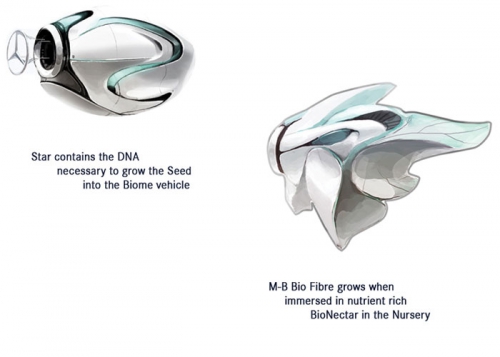 Star contains the DNA
necessary to grow the Seed
into the Biome vehicle
M-B Bio Fibre grows when
immersed in nutrient rich
BioNectar in the Nursery